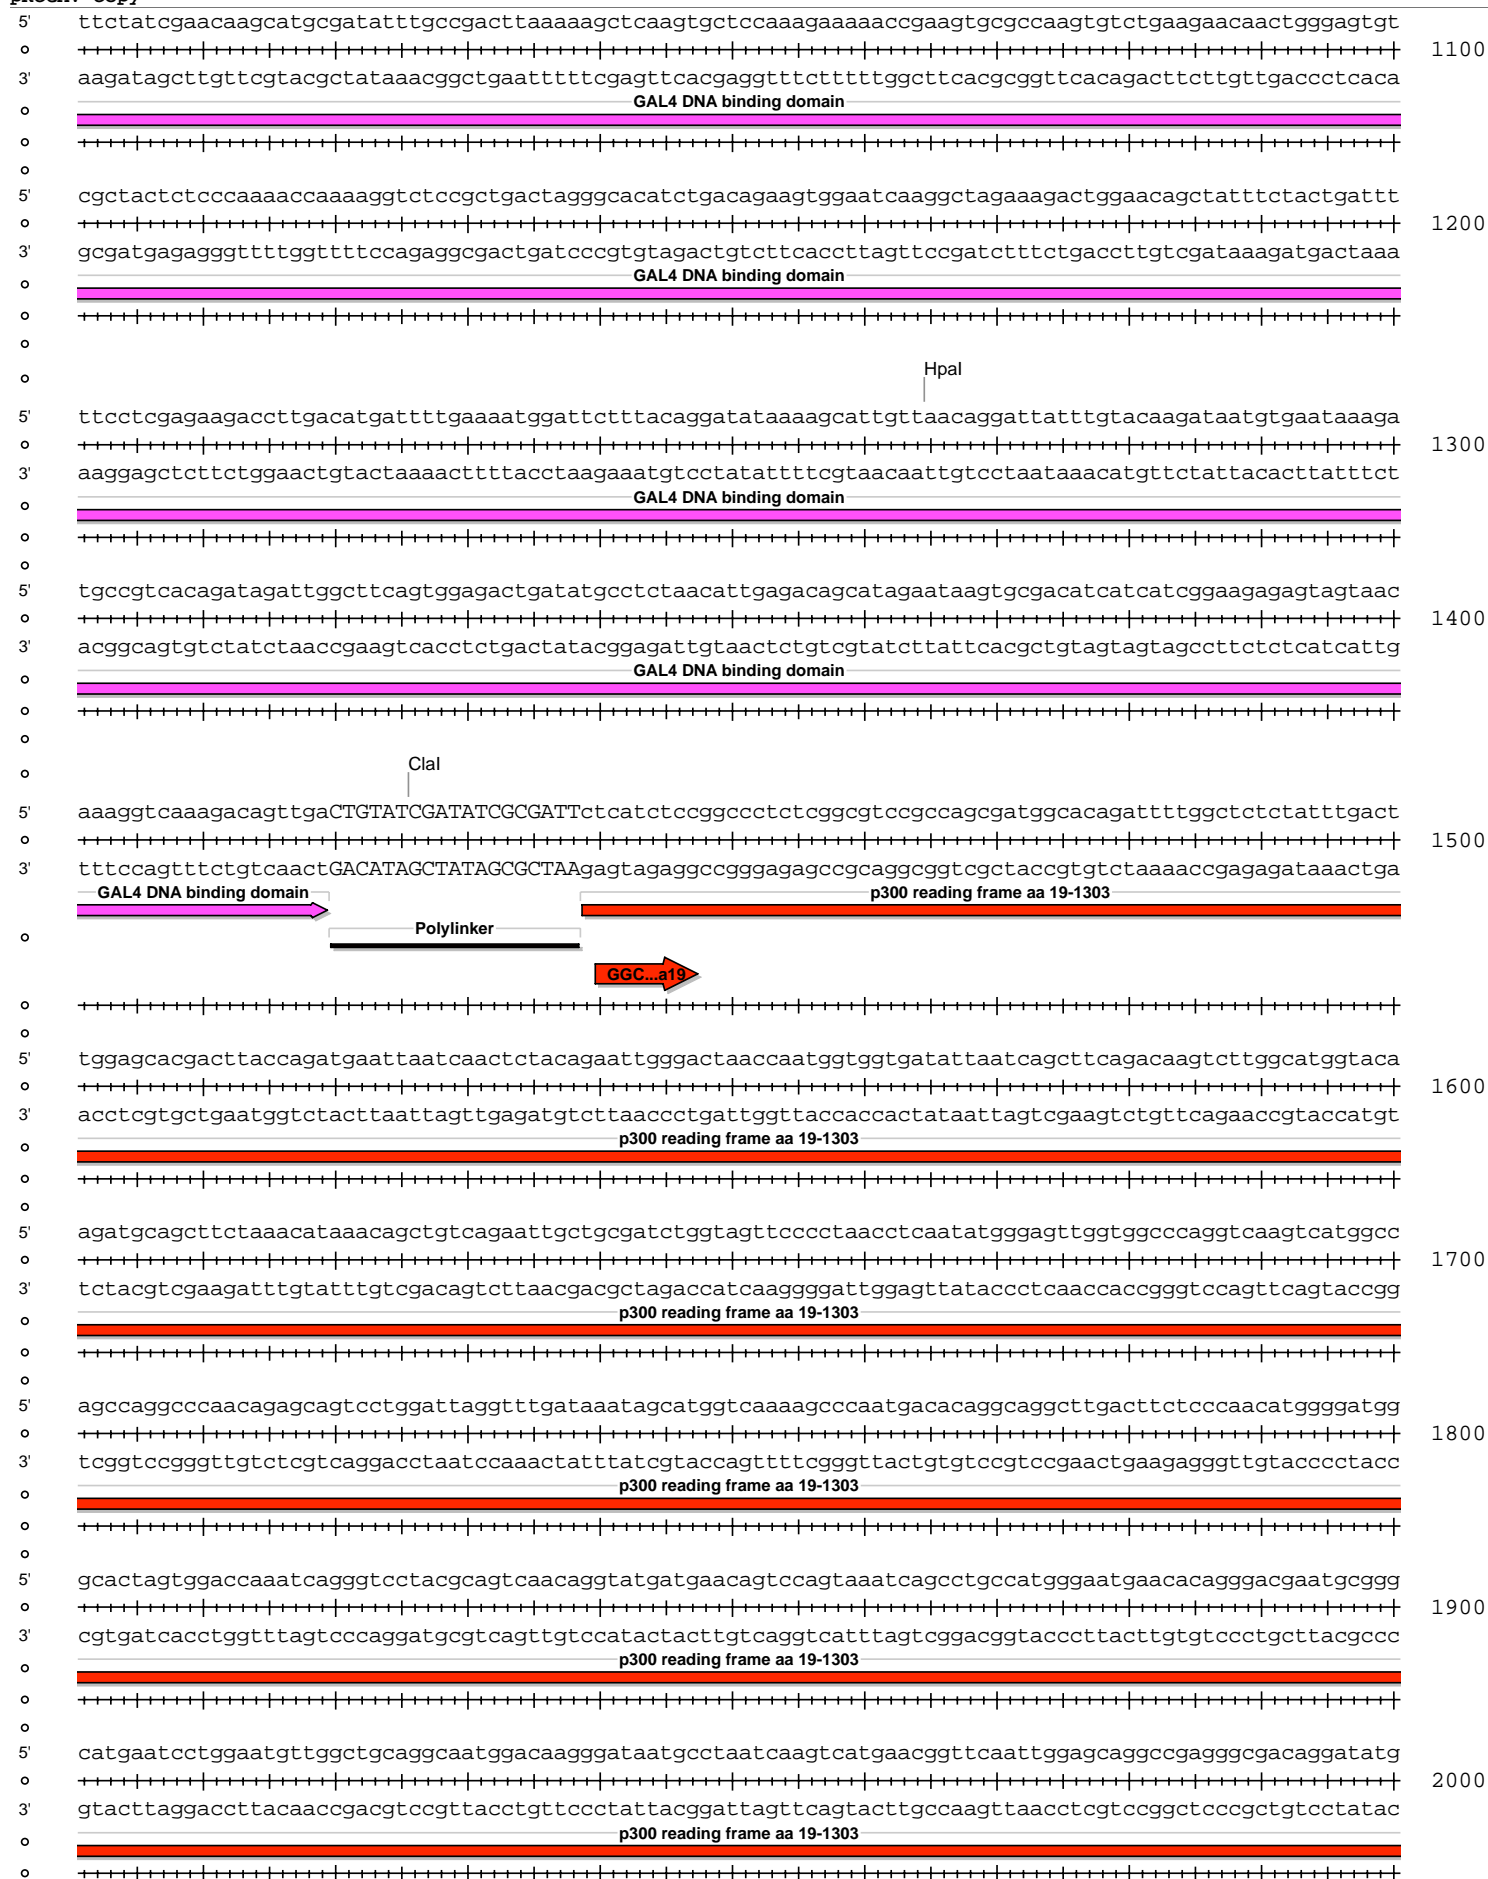 5' ttctatcgaacaagcatgcgatatttgccgacttaaaaagctcaagtgctccaaagaaaaaccgaagtgcgccaagtgtctgaagaacaactgggagtgt
1100
3' aagatagcttgttcgtacgctataaacggctgaatttttcgagttcacgaggtttctttttggcttcacgcggttcacagacttcttgttgaccctcaca
GAL4 DNA binding domain
5' cgctactctcccaaaaccaaaaggtctccgctgactagggcacatctgacagaagtggaatcaaggctagaaagactggaacagctatttctactgattt
1200
3' gcgatgagagggttttggttttccagaggcgactgatcccgtgtagactgtcttcaccttagttccgatctttctgaccttgtcgataaagatgactaaa
GAL4 DNA binding domain
HpaI
5' ttcctcgagaagaccttgacatgattttgaaaatggattctttacaggatataaaagcattgttaacaggattatttgtacaagataatgtgaataaaga
1300
3' aaggagctcttctggaactgtactaaaacttttacctaagaaatgtcctatattttcgtaacaattgtcctaataaacatgttctattacacttatttct
GAL4 DNA binding domain
5' tgccgtcacagatagattggcttcagtggagactgatatgcctctaacattgagacagcatagaataagtgcgacatcatcatcggaagagagtagtaac
1400
3' acggcagtgtctatctaaccgaagtcacctctgactatacggagattgtaactctgtcgtatcttattcacgctgtagtagtagccttctctcatcattg
GAL4 DNA binding domain
ClaI
5' aaaggtcaaagacagttgaCTGTATCGATATCGCGATTctcatctccggccctctcggcgtccgccagcgatggcacagattttggctctctatttgact
1500
3' tttccagtttctgtcaactGACATAGCTATAGCGCTAAgagtagaggccgggagagccgcaggcggtcgctaccgtgtctaaaaccgagagataaactga
GAL4 DNA binding domain p300 reading frame aa 19-1303
Polylinker
GGC...a19
5' tggagcacgacttaccagatgaattaatcaactctacagaattgggactaaccaatggtggtgatattaatcagcttcagacaagtcttggcatggtaca
1600
3' acctcgtgctgaatggtctacttaattagttgagatgtcttaaccctgattggttaccaccactataattagtcgaagtctgttcagaaccgtaccatgt
p300 reading frame aa 19-1303
5' agatgcagcttctaaacataaacagctgtcagaattgctgcgatctggtagttcccctaacctcaatatgggagttggtggcccaggtcaagtcatggcc
1700
3' tctacgtcgaagatttgtatttgtcgacagtcttaacgacgctagaccatcaaggggattggagttataccctcaaccaccgggtccagttcagtaccgg
p300 reading frame aa 19-1303
5' agccaggcccaacagagcagtcctggattaggtttgataaatagcatggtcaaaagcccaatgacacaggcaggcttgacttctcccaacatggggatgg
1800
3' tcggtccgggttgtctcgtcaggacctaatccaaactatttatcgtaccagttttcgggttactgtgtccgtccgaactgaagagggttgtacccctacc
p300 reading frame aa 19-1303
5' gcactagtggaccaaatcagggtcctacgcagtcaacaggtatgatgaacagtccagtaaatcagcctgccatgggaatgaacacagggacgaatgcggg
1900
3' cgtgatcacctggtttagtcccaggatgcgtcagttgtccatactacttgtcaggtcatttagtcggacggtacccttacttgtgtccctgcttacgccc
p300 reading frame aa 19-1303
5' catgaatcctggaatgttggctgcaggcaatggacaagggataatgcctaatcaagtcatgaacggttcaattggagcaggccgagggcgacaggatatg
2000
3' gtacttaggaccttacaaccgacgtccgttacctgttccctattacggattagttcagtacttgccaagttaacctcgtccggctcccgctgtcctatac
p300 reading frame aa 19-1303